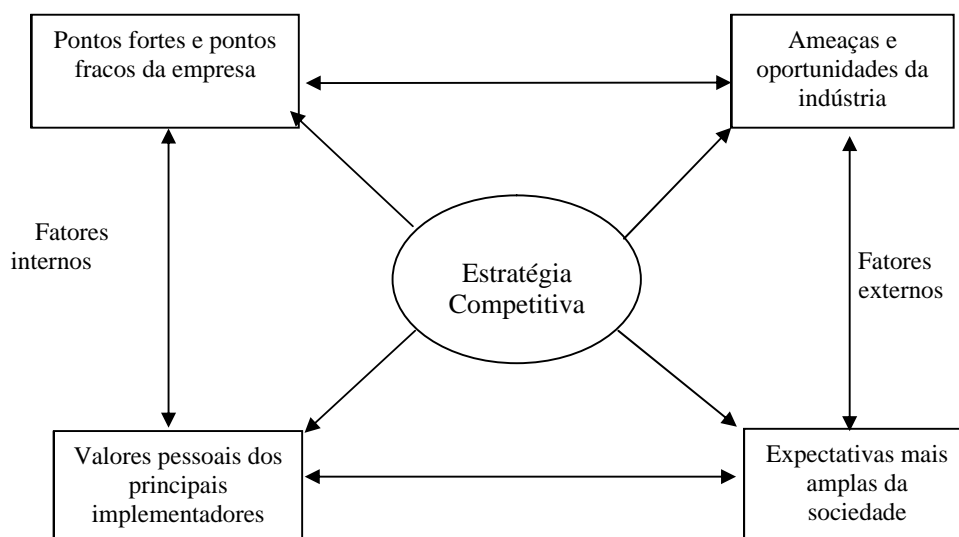 Pontos fortes e pontos
fracos da empresa
Ameaças e
oportunidades da
indústria
Fatores
internos
Estratégia
Competitiva
Fatores
externos
Valores pessoais dos
principais
implementadores
Expectativas mais
amplas da
sociedade